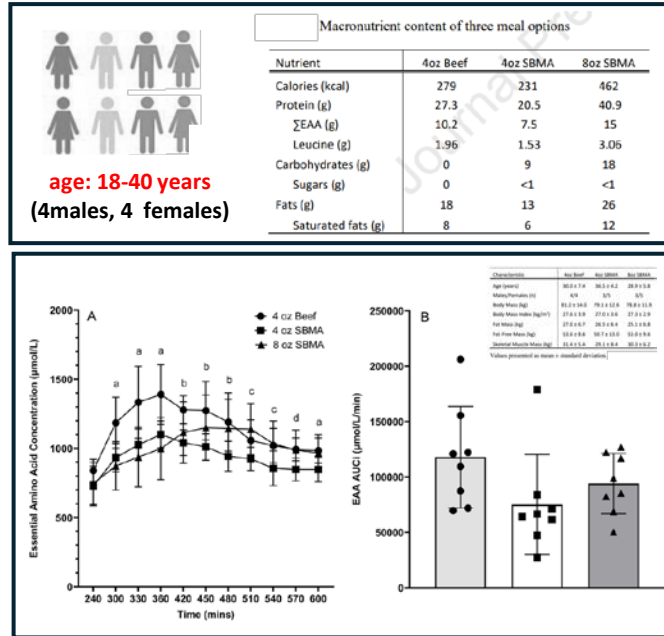 Macronutrient content of three meal options
Nutrient 4oz Beef 4oz SBMA 8oz SBMA
Calories (kcal) 279 231 462
Protein (g) 27.3 20.5 40.9
∑EAA (g) 10.2 7.5 15
Leucine (g) 1.96 1.53 3.06
Carbohydrates (g) 0 9 18
Sugars (g) 0 <1 <1
Fats (g) 18 13 26
Saturated fats (g) 8 6 12
Journal Pre
age: 18-40 years
(4males, 4 females)
Characteristic 4oz Beef 4oz SBMA 8oz SBMA
Age (years)
Males/Females (n) 4/4 3/5 3/5
Body Mass (kg)
Body Mass Index (kg/m²)
Fat Mass (kg)
Fat-Free Mass (kg)
Skeletal Muscle Mass (kg)
Values presented as mean ± standard deviation
A
4 oz Beef
4 oz SBMA
8 oz SBMA
Essential Amino Acid Concentration (μmol/L)
2000
1500
1000
500
0
a a a b b b c c d a
240 300 330 360 420 450 480 510 540 570 600
Time (mins)
B
EAA AUCi (μmol/L/min)
250000
200000
150000
100000
50000
0